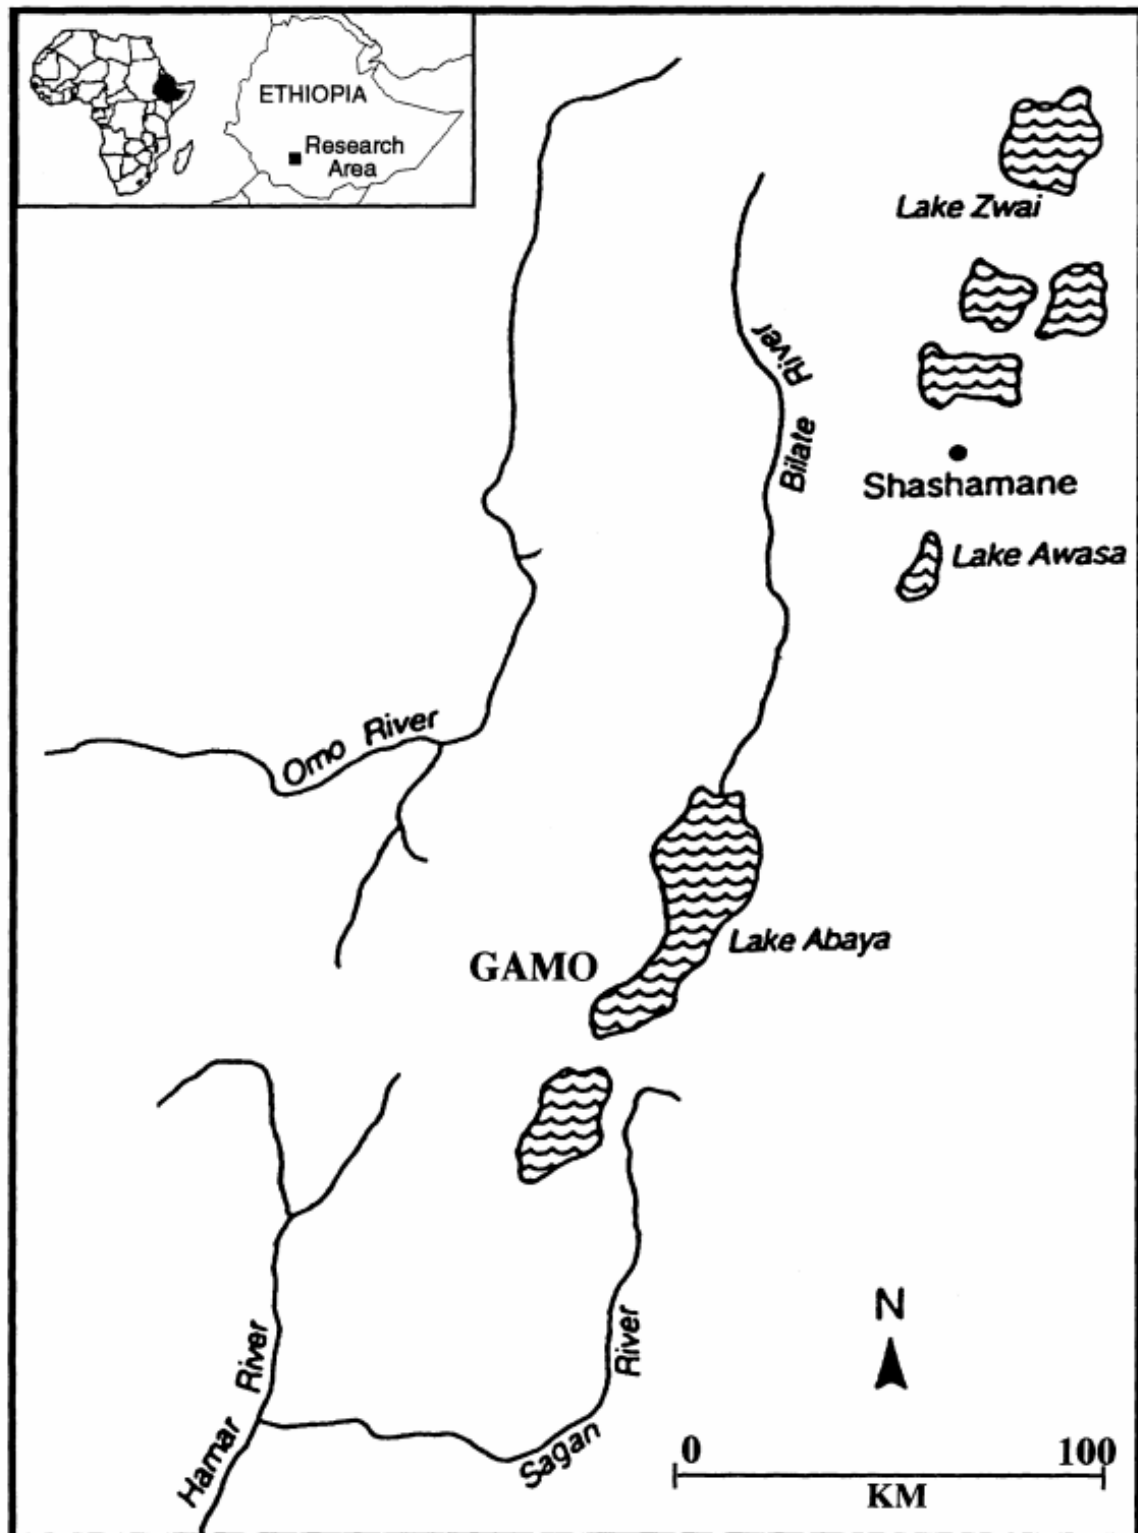 ETHIOPIA
Research
Area
Lake Zwai
Bilate River
Shashamane
Lake Awasa
Omo River
Lake Abaya
GAMO
N
Hamar River
Sagan River
0 100
KM